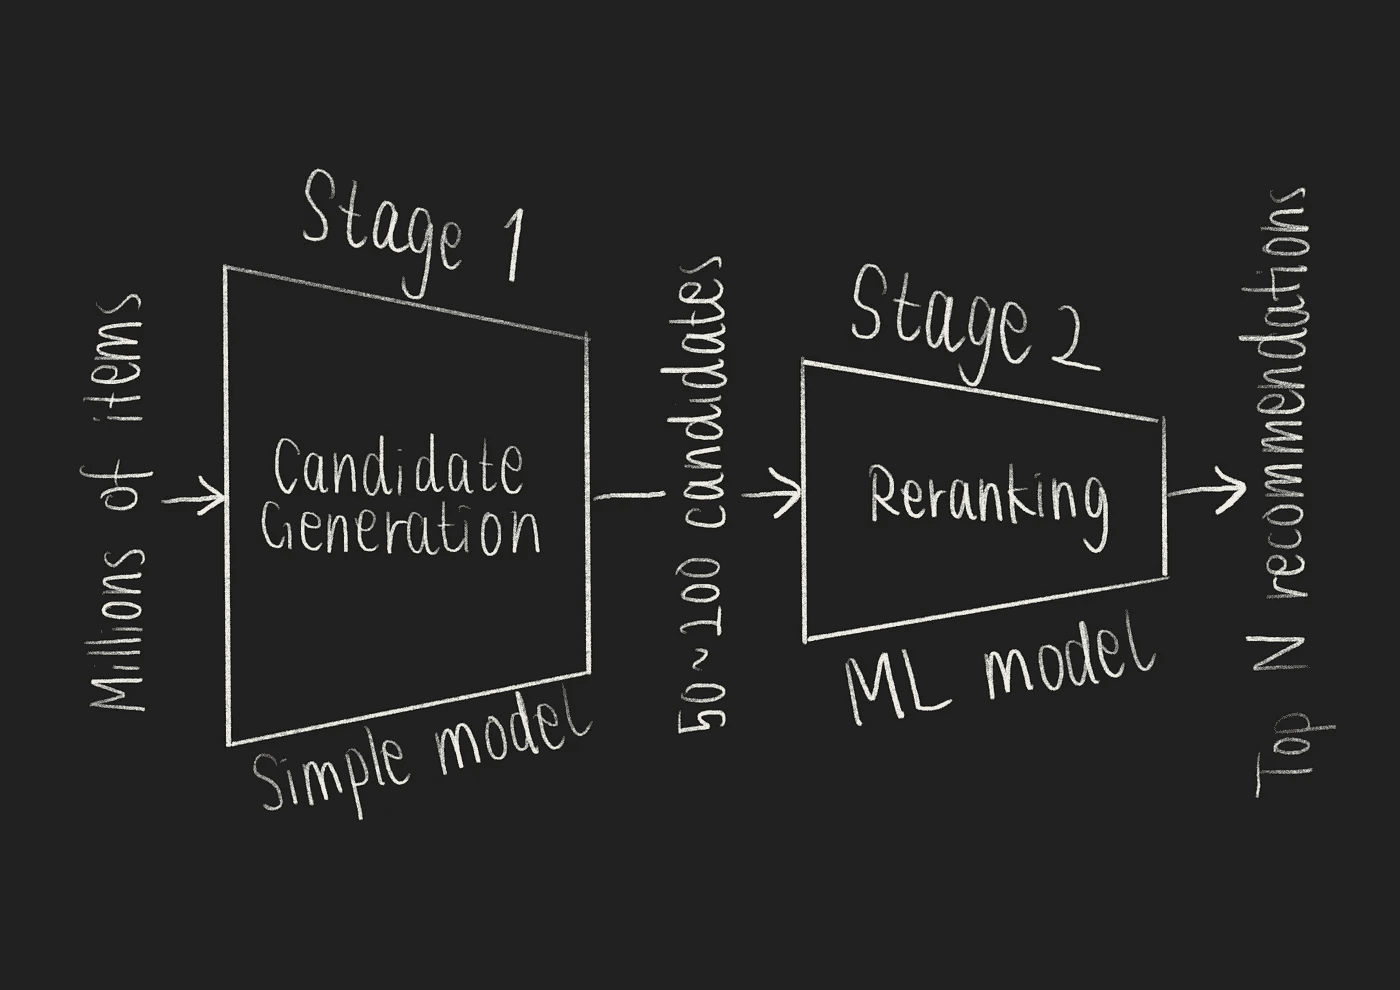 Millions of items
Stage 1
Candidate
Generation
Simple model
50~100 candidates
Stage 2
Reranking
ML model
Top N recommendations